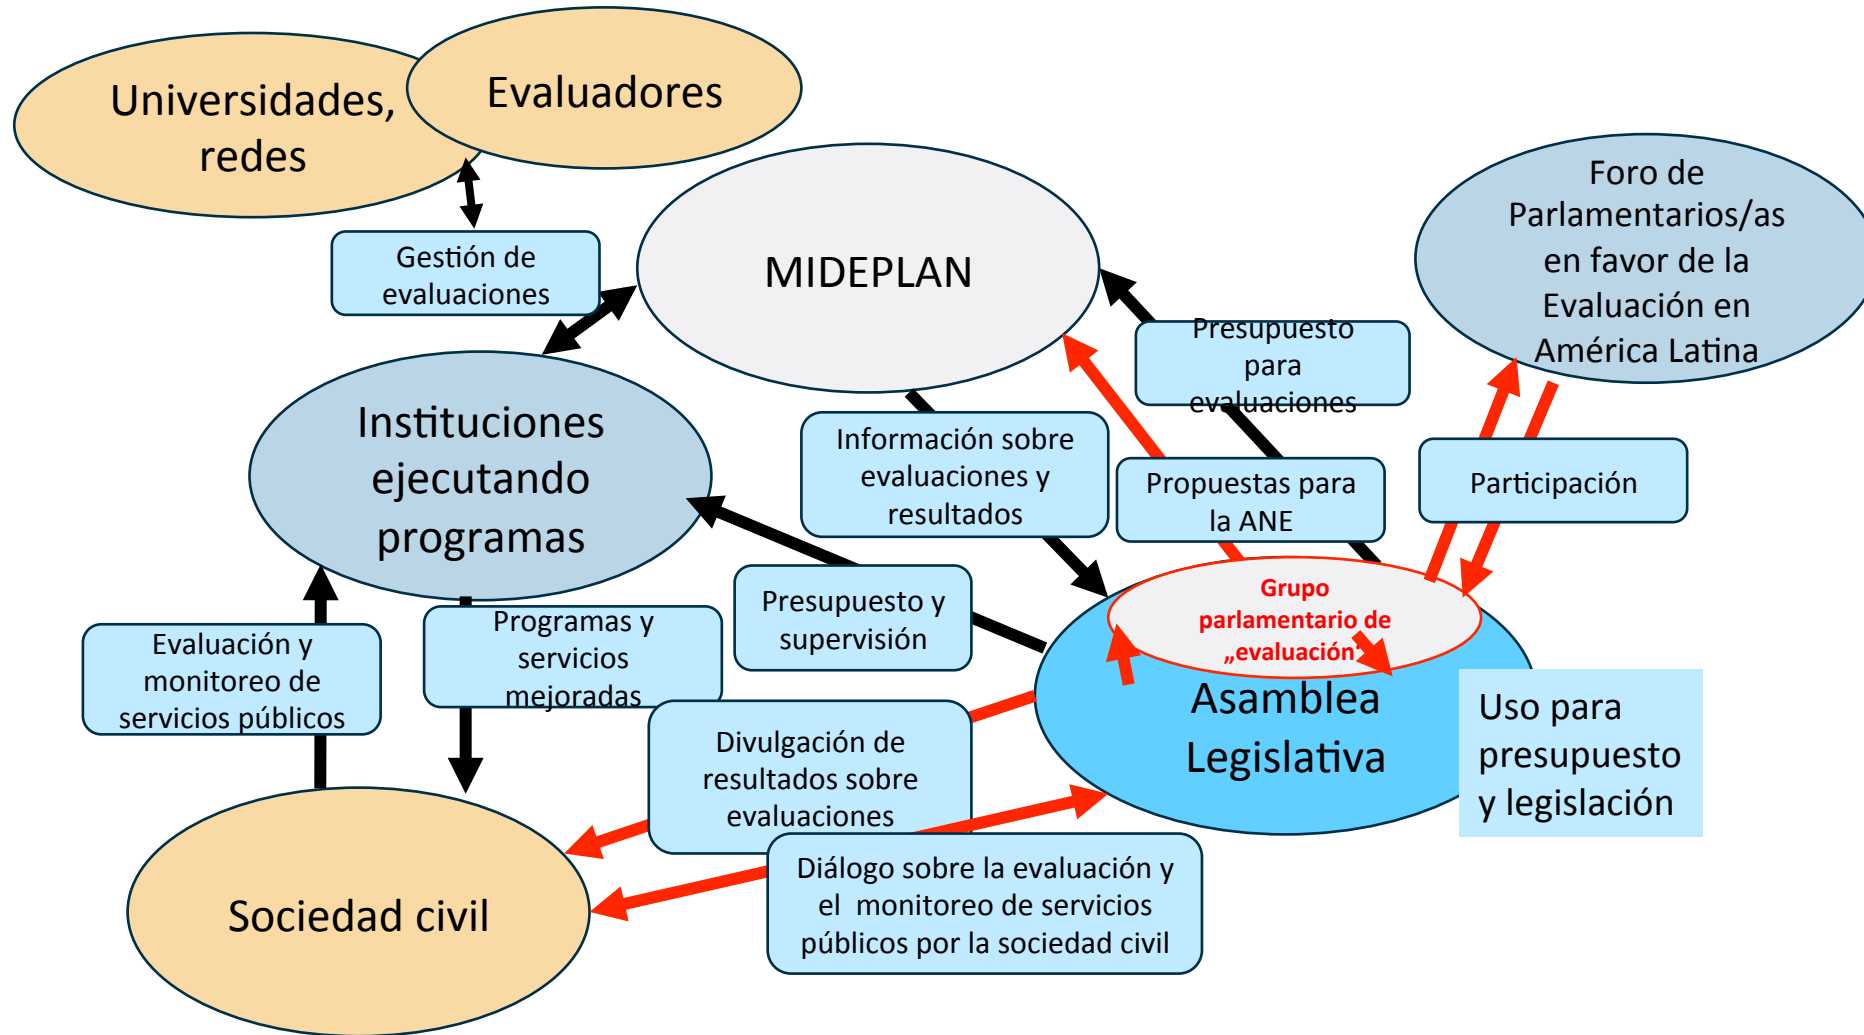 Universidades,
redes
Evaluadores
Gestión de
evaluaciones
MIDEPLAN
Foro de
Parlamentarios/as
en favor de la
Evaluación en
América Latina
Presupuesto
para
evaluaciones
Instituciones
ejecutando
programas
Información sobre
evaluaciones y
resultados
Propuestas para
la ANE
Participación
Evaluación y
monitoreo de
servicios públicos
Programas y
servicios
mejoradas
Presupuesto y
supervisión
Grupo
parlamentario de
„evaluación“
Asamblea
Legislativa
Uso para
presupuesto
y legislación
Divulgación de
resultados sobre
evaluaciones
Diálogo sobre la evaluación y
el monitoreo de servicios
públicos por la sociedad civil
Sociedad civil